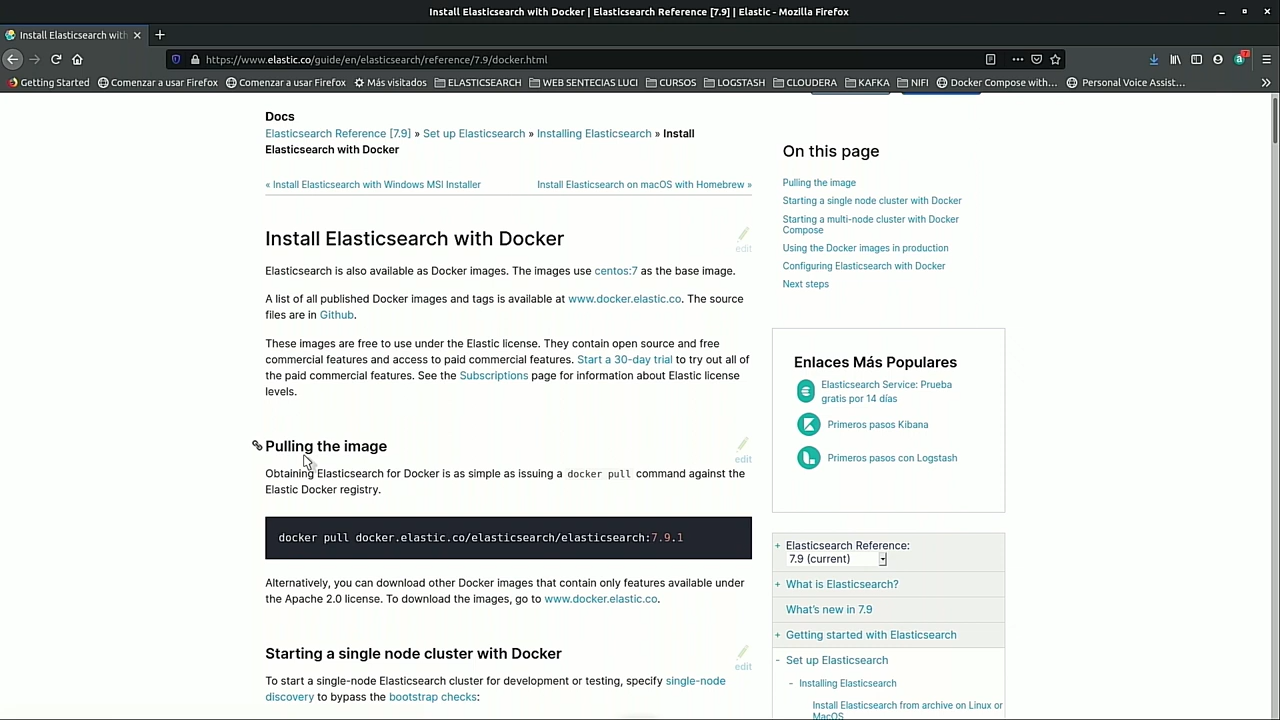 Install Elasticsearch with Docker | Elasticsearch Reference [7.9] | Elastic - Mozilla Firefox
Install Elasticsearch with
https://www.elastic.co/guide/en/elasticsearch/reference/7.9/docker.html
Getting Started
Comenzar a usar Firefox
Comenzar a usar Firefox
Más visitados
ELASTICSEARCH
WEB SENTECIAS LUCI
CURSOS
LOGSTASH
CLOUDERA
KAFKA
NIFI
Docker Compose with…
Personal Voice Assist…
Docs
Elasticsearch Reference [7.9] » Set up Elasticsearch » Installing Elasticsearch » Install
Elasticsearch with Docker
« Install Elasticsearch with Windows MSI Installer
Install Elasticsearch on macOS with Homebrew »
Install Elasticsearch with Docker
edit
Elasticsearch is also available as Docker images. The images use centos:7 as the base image.
A list of all published Docker images and tags is available at www.docker.elastic.co. The source
files are in Github.
These images are free to use under the Elastic license. They contain open source and free
commercial features and access to paid commercial features. Start a 30-day trial to try out all of
the paid commercial features. See the Subscriptions page for information about Elastic license
levels.
Pulling the image
edit
Obtaining Elasticsearch for Docker is as simple as issuing a docker pull command against the
Elastic Docker registry.
docker pull docker.elastic.co/elasticsearch/elasticsearch:7.9.1
Alternatively, you can download other Docker images that contain only features available under
the Apache 2.0 license. To download the images, go to www.docker.elastic.co.
Starting a single node cluster with Docker
edit
To start a single-node Elasticsearch cluster for development or testing, specify single-node
discovery to bypass the bootstrap checks:
On this page
Pulling the image
Starting a single node cluster with Docker
Starting a multi-node cluster with Docker
Compose
Using the Docker images in production
Configuring Elasticsearch with Docker
Next steps
Enlaces Más Populares
Elasticsearch Service: Prueba
gratis por 14 días
Primeros pasos Kibana
Primeros pasos con Logstash
+ Elasticsearch Reference:
7.9 (current)
+ What is Elasticsearch?
What's new in 7.9
+ Getting started with Elasticsearch
- Set up Elasticsearch
- Installing Elasticsearch
Install Elasticsearch from archive on Linux or
MacOS